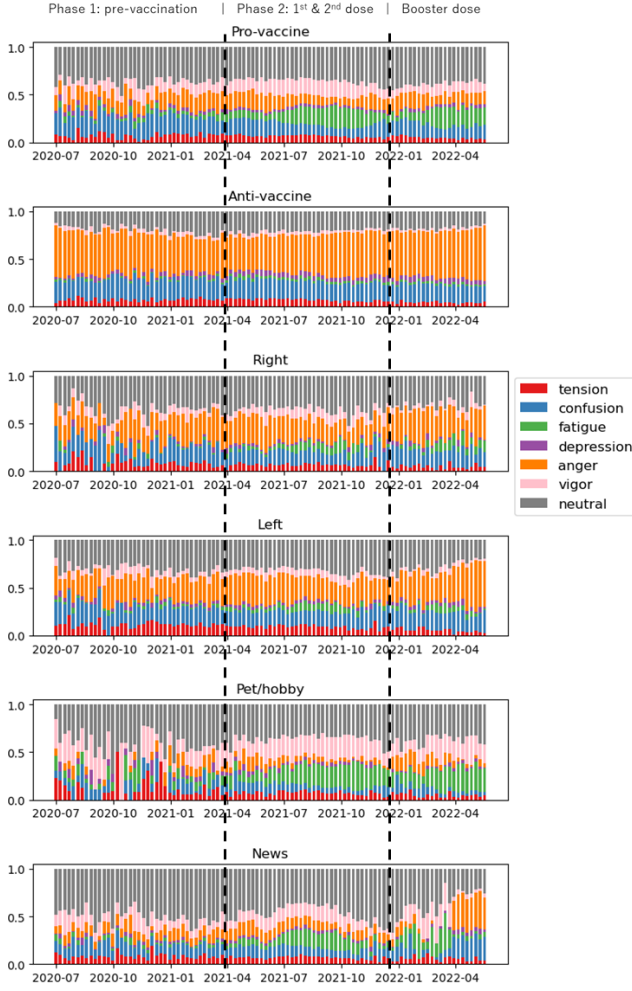 Phase 1: pre-vaccination | Phase 2: 1st & 2nd dose | Booster dose
Pro-vaccine
1.0
0.5
0.0
2020-07 2020-10 2021-01 2021-04 2021-07 2021-10 2022-01 2022-04
Anti-vaccine
1.0
0.5
0.0
2020-07 2020-10 2021-01 2021-04 2021-07 2021-10 2022-01 2022-04
Right
1.0
0.5
0.0
2020-07 2020-10 2021-01 2021-04 2021-07 2021-10 2022-01 2022-04
tension
confusion
fatigue
depression
anger
vigor
neutral
Left
1.0
0.5
0.0
2020-07 2020-10 2021-01 2021-04 2021-07 2021-10 2022-01 2022-04
Pet/hobby
1.0
0.5
0.0
2020-07 2020-10 2021-01 2021-04 2021-07 2021-10 2022-01 2022-04
News
1.0
0.5
0.0
2020-07 2020-10 2021-01 2021-04 2021-07 2021-10 2022-01 2022-04